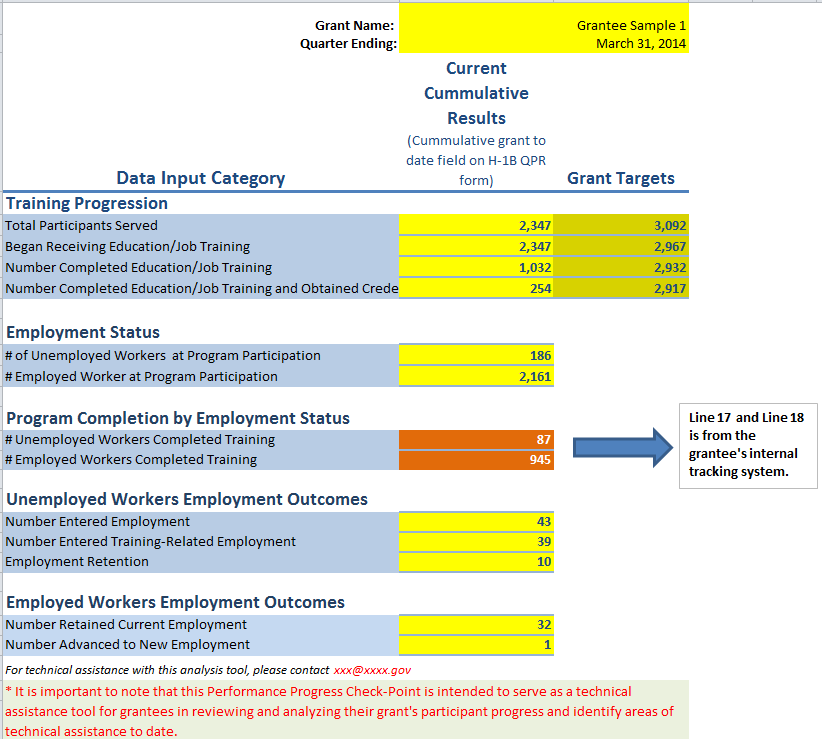 Grant Name: Grantee Sample 1
Quarter Ending: March 31, 2014
Current
Cummulative
Results
(Cummulative grant to
date field on H-1B QPR
form)
Data Input Category Grant Targets
Training Progression
Total Participants Served 2,347 3,092
Began Receiving Education/Job Training 2,347 2,967
Number Completed Education/Job Training 1,032 2,932
Number Completed Education/Job Training and Obtained Crede 254 2,917
Employment Status
# of Unemployed Workers at Program Participation 186
# Employed Worker at Program Participation 2,161
Program Completion by Employment Status
# Unemployed Workers Completed Training 87
# Employed Workers Completed Training 945
Line 17 and Line 18
is from the
grantee's internal
tracking system.
Unemployed Workers Employment Outcomes
Number Entered Employment 43
Number Entered Training-Related Employment 39
Employment Retention 10
Employed Workers Employment Outcomes
Number Retained Current Employment 32
Number Advanced to New Employment 1
For technical assistance with this analysis tool, please contact xxx@xxxx.gov
* It is important to note that this Performance Progress Check-Point is intended to serve as a technical
assistance tool for grantees in reviewing and analyzing their grant's participant progress and identify areas of
technical assistance to date.